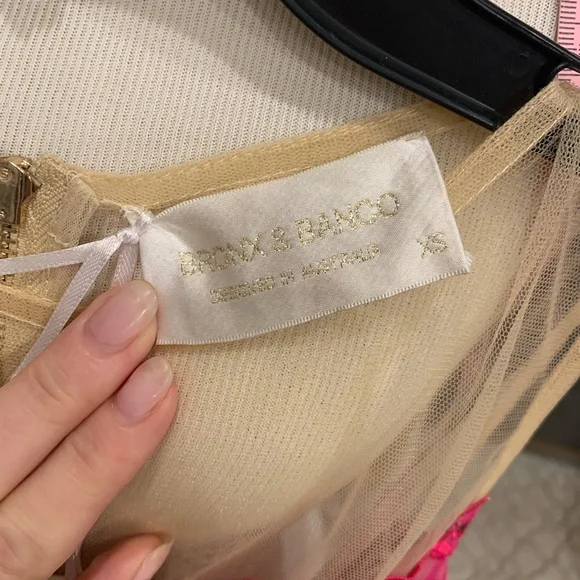 BRONX & BANCO
DESIGNED IN AUSTRALIA
XS